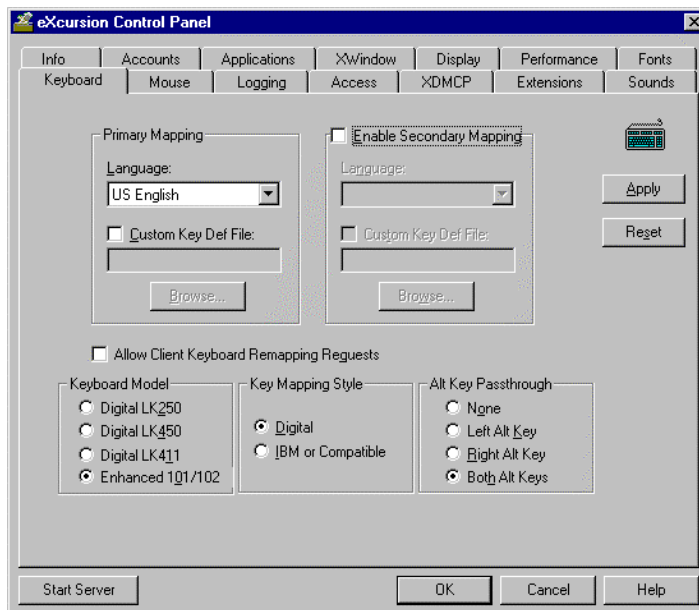 eXcursion Control Panel
Info Accounts Applications XWindow Display Performance Fonts
Keyboard Mouse Logging Access XDMCP Extensions Sounds
Primary Mapping
Language:
US English
Custom Key Def File:
Browse...
Enable Secondary Mapping
Language:
Custom Key Def File:
Browse...
Apply
Reset
Allow Client Keyboard Remapping Reguests
Keyboard Model
Digital LK250
Digital LK450
Digital LK411
Enhanced 101/102
Key Mapping Style
Digital
IBM or Compatible
Alt Key Passthrough
None
Left Alt Key
Right Alt Key
Both Alt Keys
Start Server OK Cancel Help